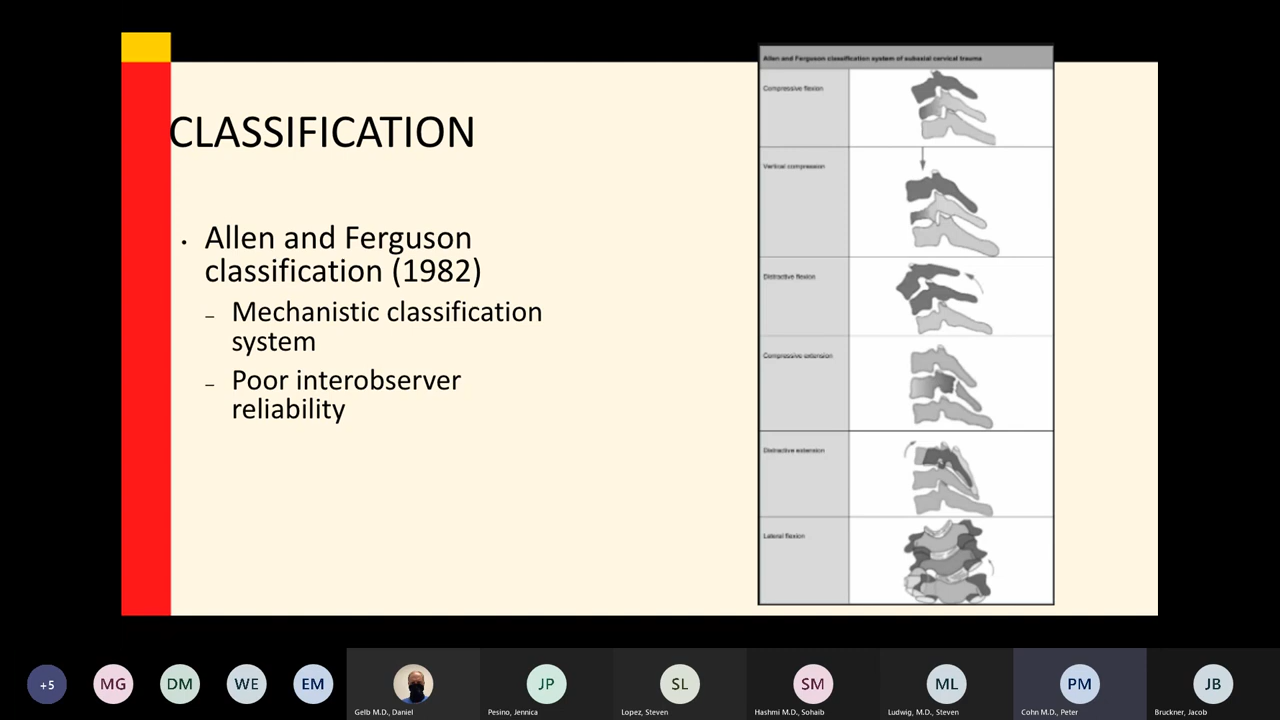 CLASSIFICATION
• Allen and Ferguson
classification (1982)
– Mechanistic classification
system
– Poor interobserver
reliability
Allen and Ferguson classification system of subaxial cervical trauma
Compressive flexion
Vertical compression
Distractive flexion
Compressive extension
Distractive extension
Lateral flexion
+5
MG
DM
WE
EM
JP
SL
SM
ML
PM
JB
Gelb M.D., Daniel
Pesino, Jennica
Lopez, Steven
Hashmi M.D., Sohaib
Ludwig, M.D., Steven
Cohn M.D., Peter
Bruckner, Jacob